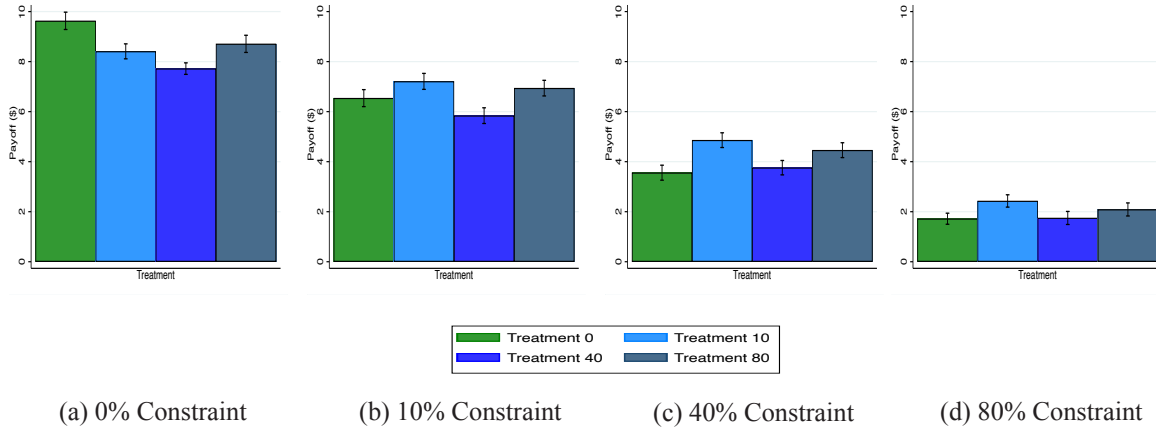 10
8
6
4
2
0
Payoff ($)
Treatment
10
8
6
4
2
0
Payoff ($)
Treatment
10
8
6
4
2
0
Payoff ($)
Treatment
10
8
6
4
2
0
Payoff ($)
Treatment
Treatment 0 Treatment 10
Treatment 40 Treatment 80
(a) 0% Constraint
(b) 10% Constraint
(c) 40% Constraint
(d) 80% Constraint